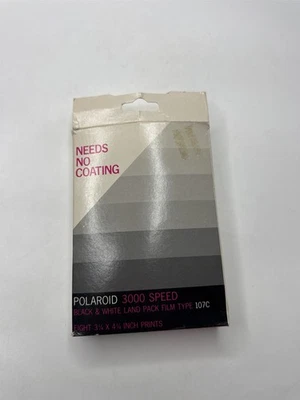 NEEDS
NO
COATING
POLAROID 3000 SPEED
BLACK & WHITE LAND PACK FILM TYPE 107C
EIGHT 3¼ X 4¼ INCH PRINTS